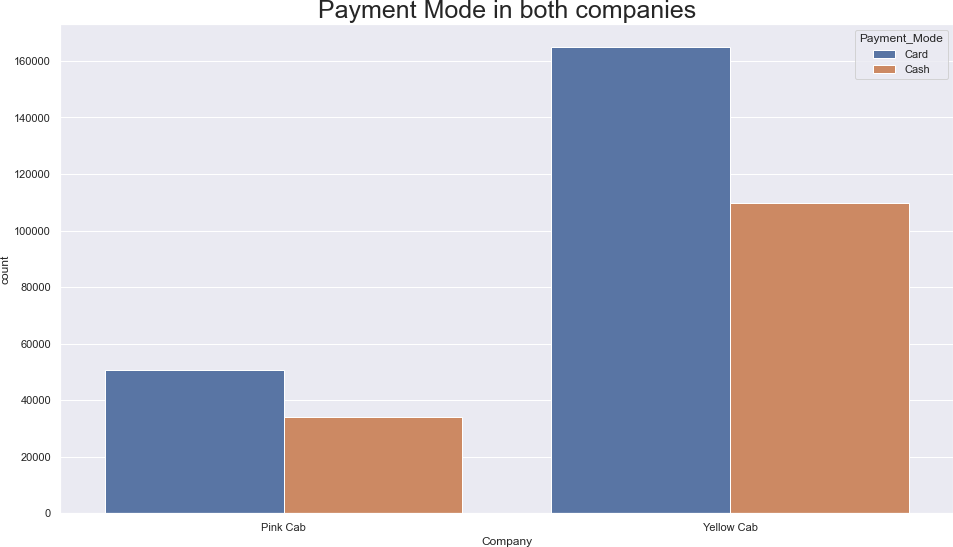 Payment Mode in both companies
Payment_Mode
Card
Cash
160000
140000
120000
100000
80000
60000
40000
20000
0
count
Pink Cab
Yellow Cab
Company